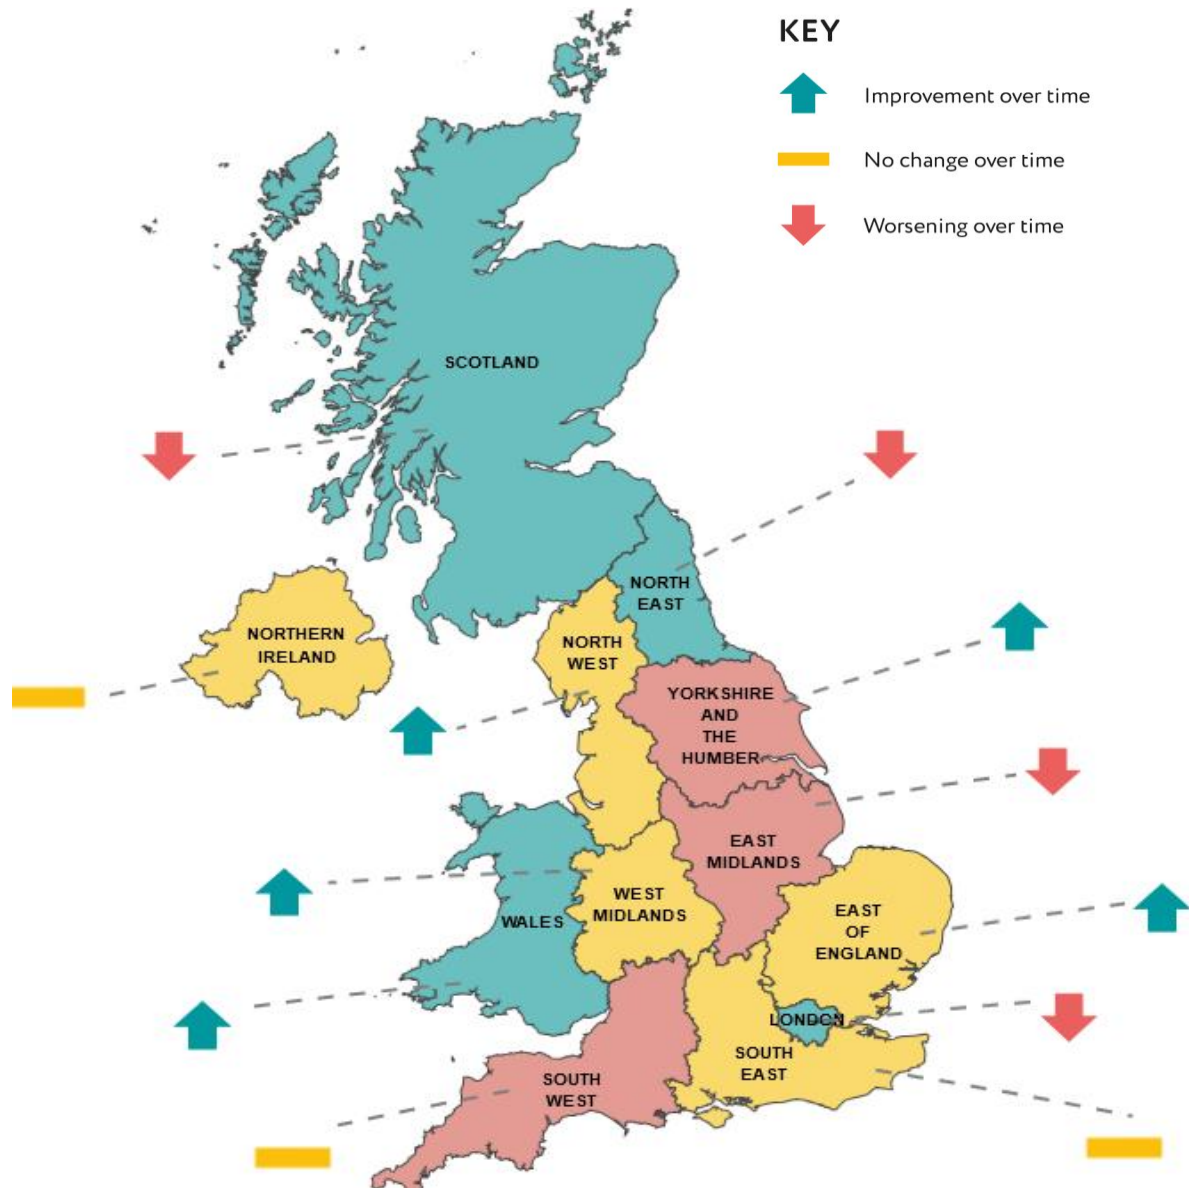 KEY
Improvement over time
No change over time
Worsening over time
SCOTLAND
NORTH
EAST
NORTHERN
IRELAND
NORTH
WEST
YORKSHIRE
AND
THE
HUMBER
EAST
MIDLANDS
WEST
MIDLANDS
WALES
EAST
OF
ENGLAND
LONDON
SOUTH
EAST
SOUTH
WEST